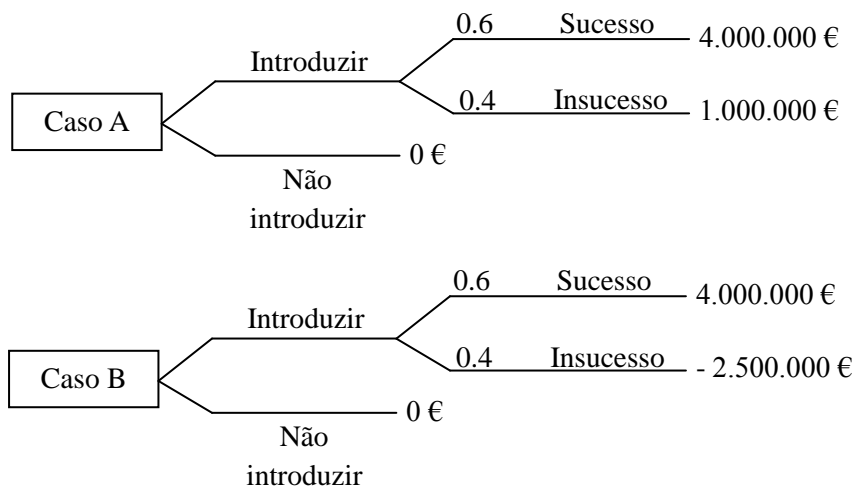 0.6 Sucesso 4.000.000 €
Introduzir
0.4 Insucesso 1.000.000 €
Caso A
0 €
Não
introduzir
0.6 Sucesso 4.000.000 €
Introduzir
0.4 Insucesso - 2.500.000 €
Caso B
0 €
Não
introduzir